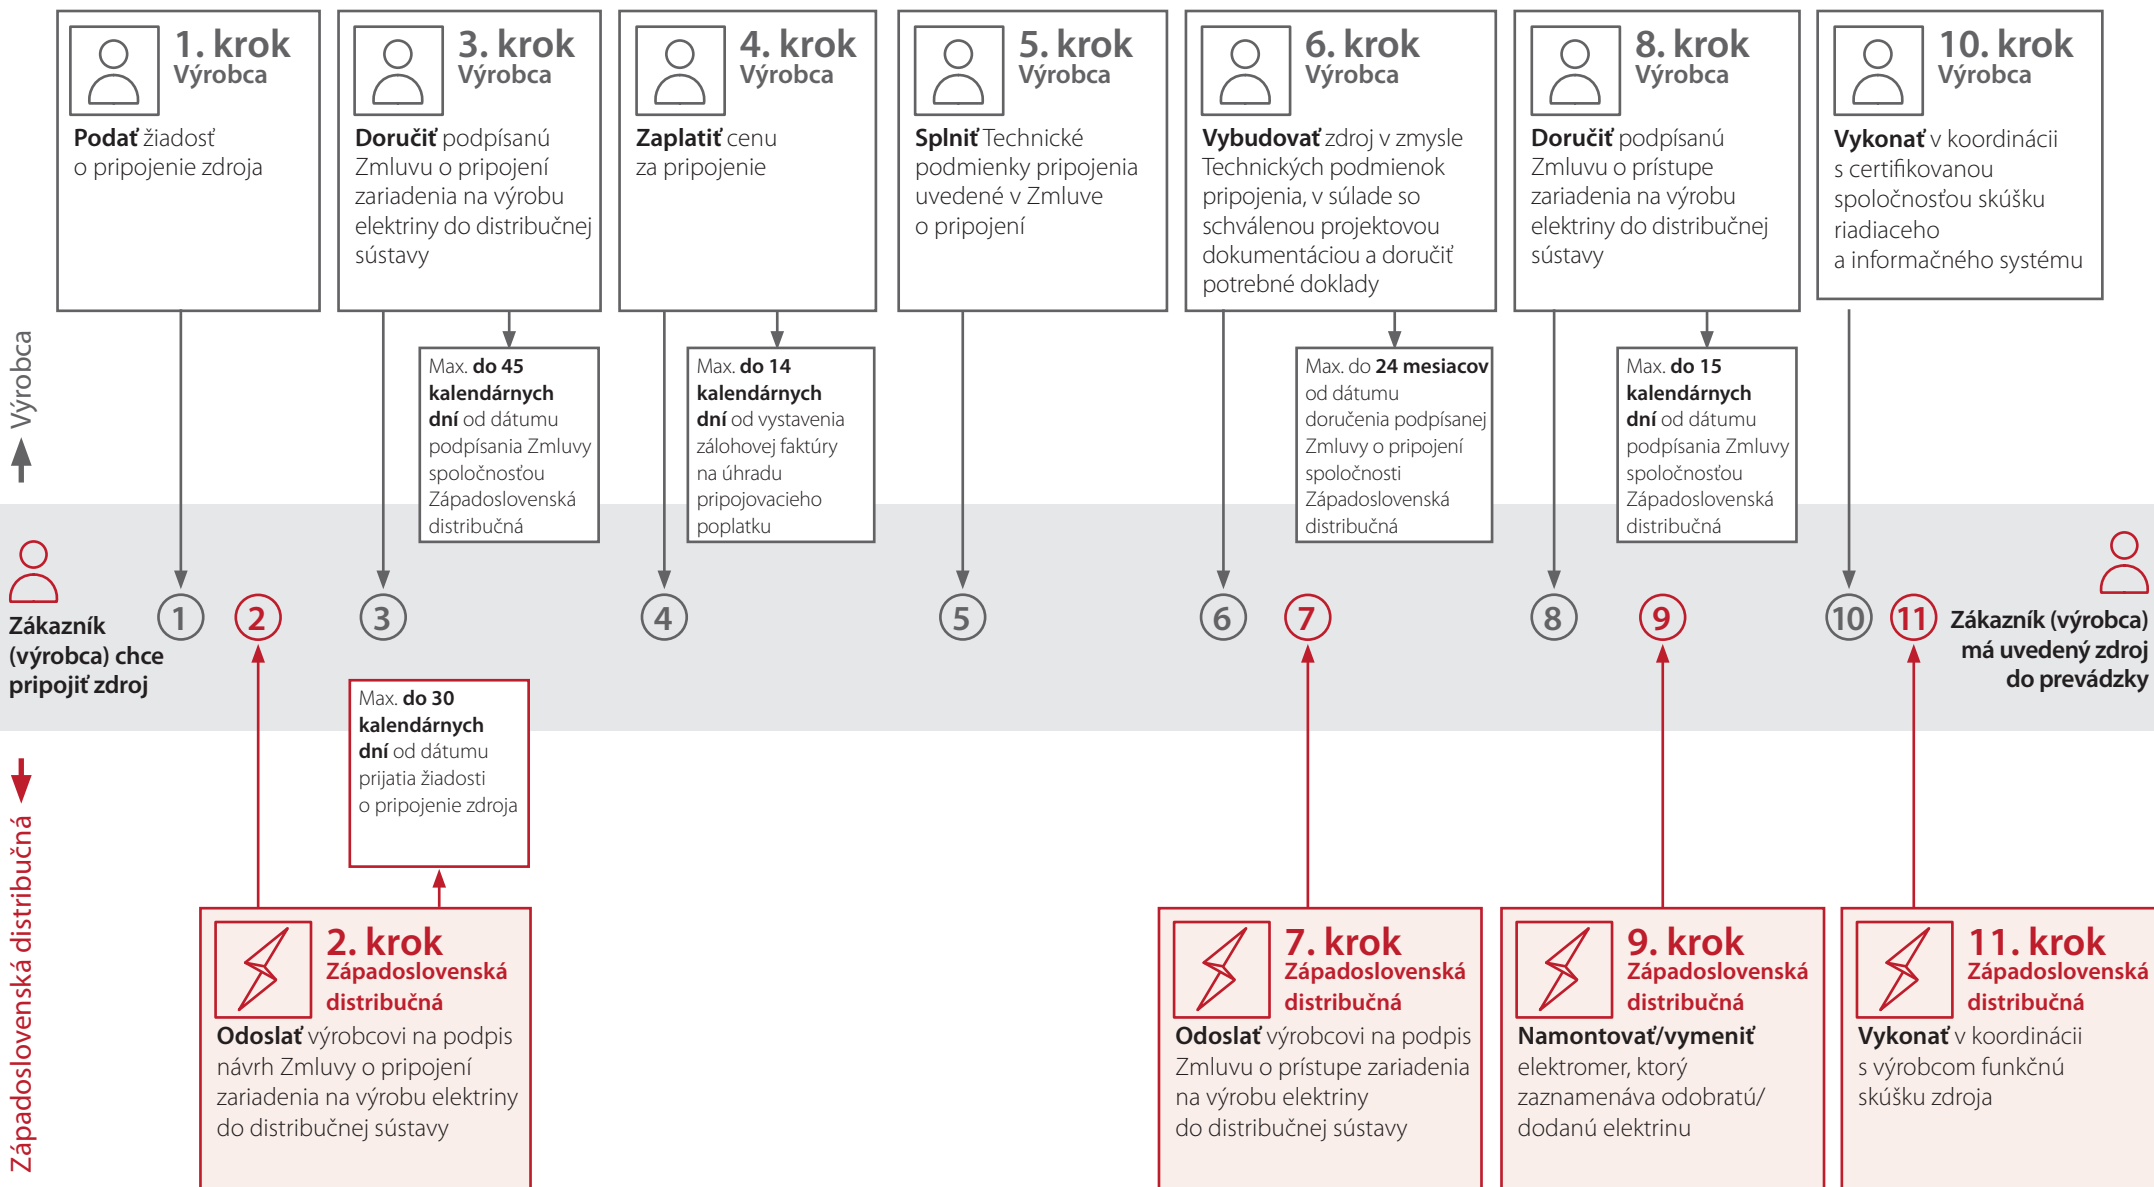 1. krok
Výrobca
Podať žiadosť
o pripojenie zdroja
3. krok
Výrobca
Doručiť podpísanú
Zmluvu o pripojení
zariadenia na výrobu
elektriny do distribučnej
sústavy
4. krok
Výrobca
Zaplatiť cenu
za pripojenie
5. krok
Výrobca
Splniť Technické
podmienky pripojenia
uvedené v Zmluve
o pripojení
6. krok
Výrobca
Vybudovať zdroj v zmysle
Technických podmienok
pripojenia, v súlade so
schválenou projektovou
dokumentáciou a doručiť
potrebné doklady
8. krok
Výrobca
Doručiť podpísanú
Zmluvu o prístupe
zariadenia na výrobu
elektriny do distribučnej
sústavy
10. krok
Výrobca
Vykonať v koordinácii
s certifikovanou
spoločnosťou skúšku
riadiaceho
a informačného systému
Výrobca
Max. do 45
kalendárnych
dní od dátumu
podpísania Zmluvy
spoločnosťou
Západoslovenská
distribučná
Max. do 14
kalendárnych
dní od vystavenia
zálohovej faktúry
na úhradu
pripojovacieho
poplatku
Max. do 24 mesiacov
od dátumu
doručenia podpísanej
Zmluvy o pripojení
spoločnosti
Západoslovenská
distribučná
Max. do 15
kalendárnych
dní od dátumu
podpísania Zmluvy
spoločnosťou
Západoslovenská
distribučná
Zákazník
(výrobca) chce
pripojiť zdroj
1
2
3
4
5
6
7
8
9
10
11
Zákazník (výrobca)
má uvedený zdroj
do prevádzky
Max. do 30
kalendárnych
dní od dátumu
prijatia žiadosti
o pripojenie zdroja
Západoslovenská distribučná
2. krok
Západoslovenská
distribučná
Odoslať výrobcovi na podpis
návrh Zmluvy o pripojení
zariadenia na výrobu elektriny
do distribučnej sústavy
7. krok
Západoslovenská
distribučná
Odoslať výrobcovi na podpis
Zmluvu o prístupe zariadenia
na výrobu elektriny
do distribučnej sústavy
9. krok
Západoslovenská
distribučná
Namontovať/vymeniť
elektromer, ktorý
zaznamenáva odobratú/
dodanú elektrinu
11. krok
Západoslovenská
distribučná
Vykonať v koordinácii
s výrobcom funkčnú
skúšku zdroja